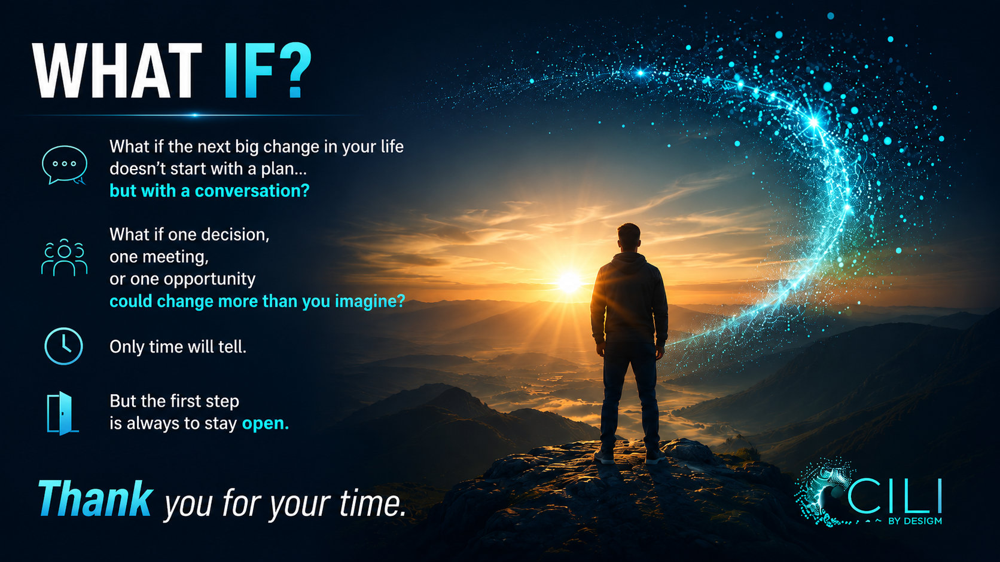 WHAT IF?
What if the next big change in your life
doesn't start with a plan...
but with a conversation?
What if one decision,
one meeting,
or one opportunity
could change more than you imagine?
Only time will tell.
But the first step
is always to stay open.
Thank you for your time.
CILI
BY DESIGM